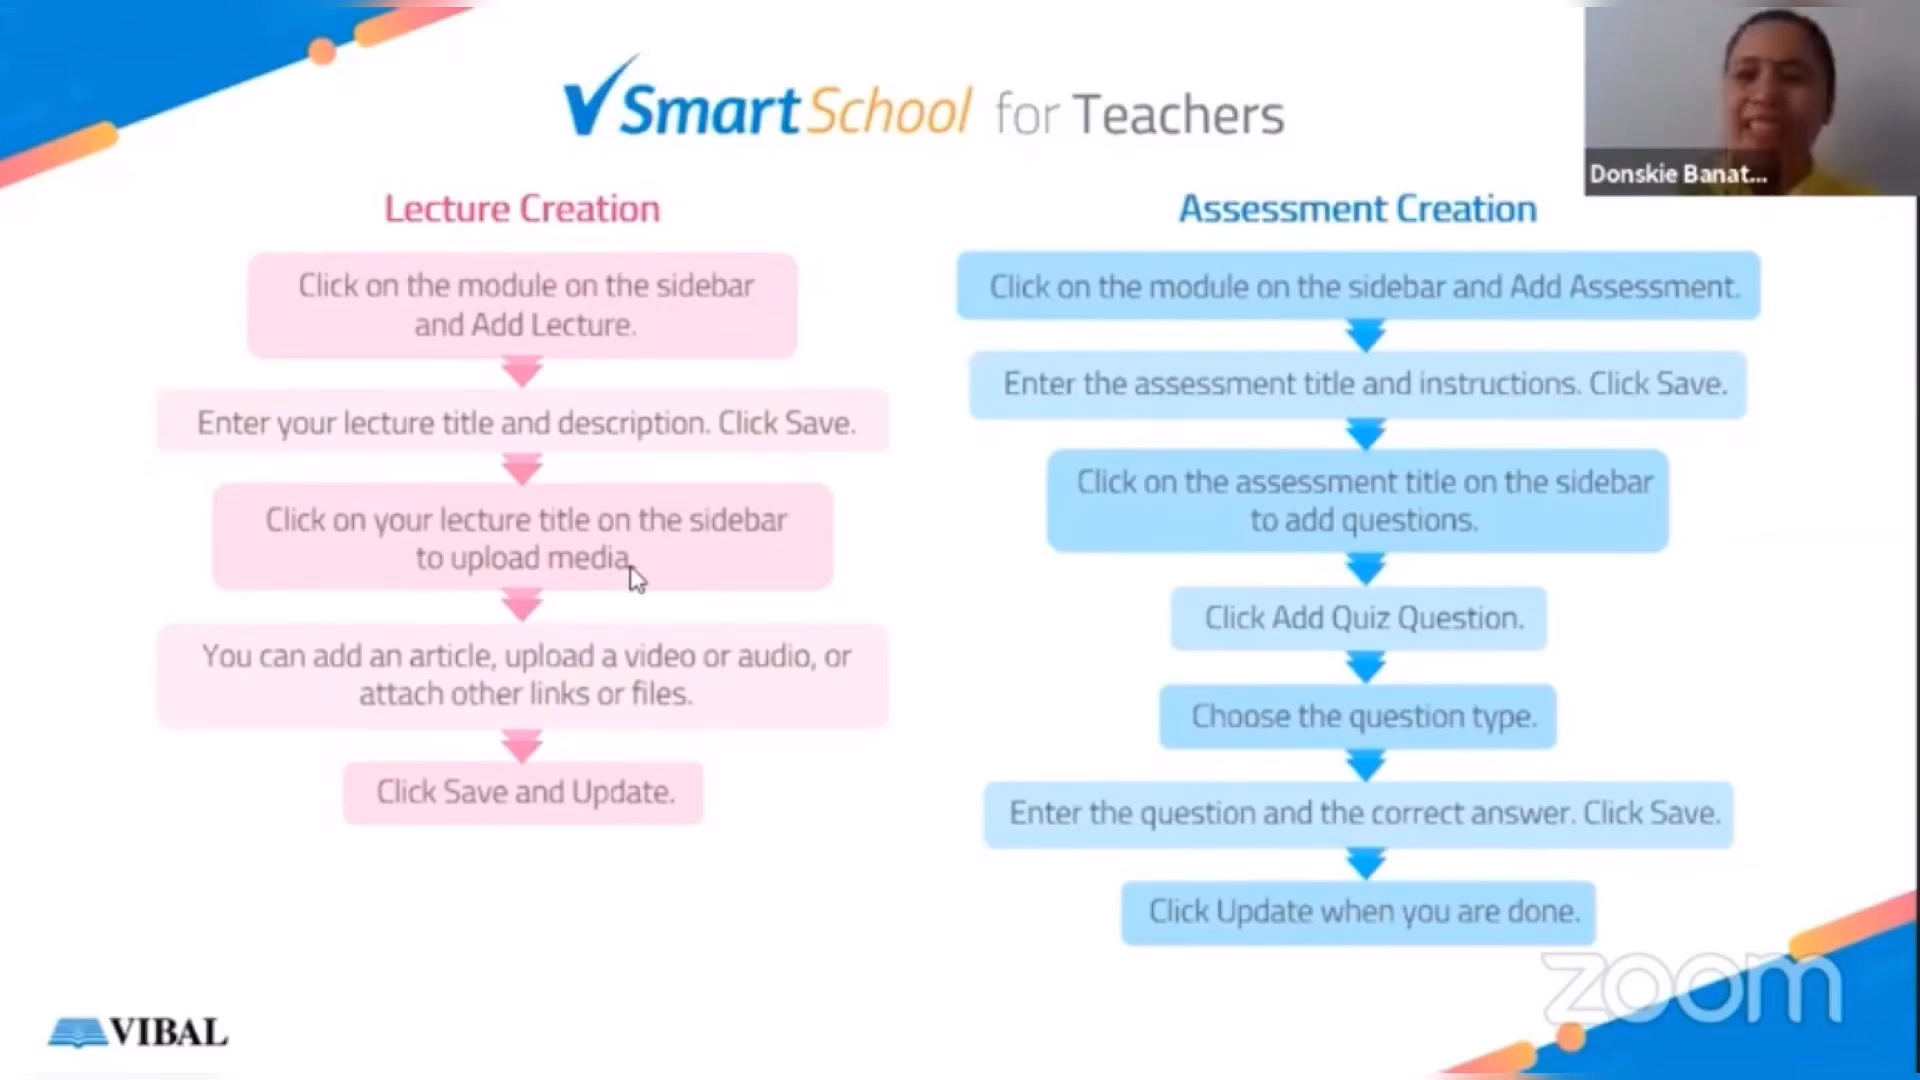 VSmartSchool for Teachers
Donskie Banat...
Lecture Creation
Click on the module on the sidebar
and Add Lecture.
Enter your lecture title and description. Click Save.
Click on your lecture title on the sidebar
to upload media.
You can add an article, upload a video or audio, or
attach other links or files.
Click Save and Update.
Assessment Creation
Click on the module on the sidebar and Add Assessment.
Enter the assessment title and instructions. Click Save.
Click on the assessment title on the sidebar
to add questions.
Click Add Quiz Question.
Choose the question type.
Enter the question and the correct answer. Click Save.
Click Update when you are done.
zoom
VIBAL